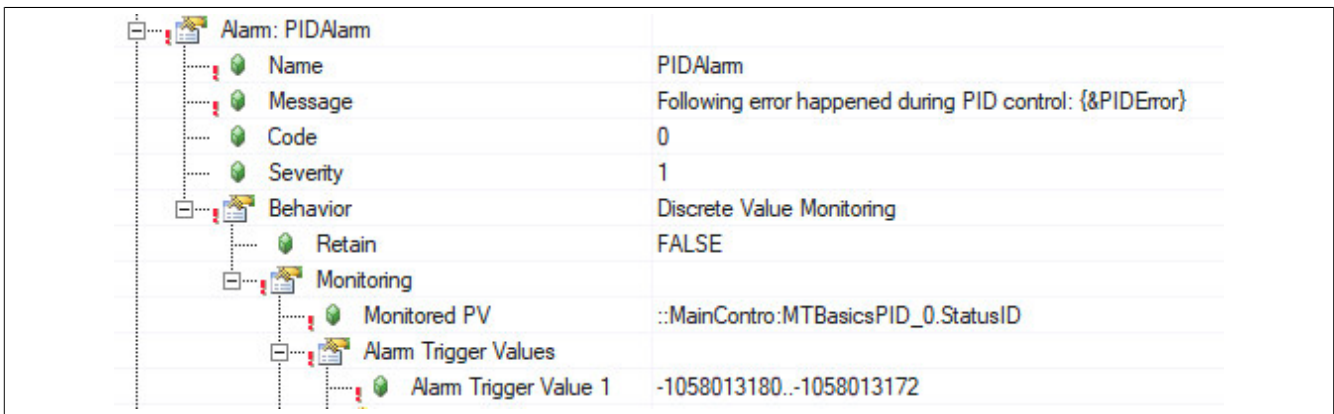 Alarm: PIDAlarm
Name PIDAlarm
Message Following error happened during PID control: {&PIDError}
Code 0
Severity 1
Behavior Discrete Value Monitoring
Retain FALSE
Monitoring
Monitored PV ::MainContro:MTBasicsPID_0.StatusID
Alarm Trigger Values
Alarm Trigger Value 1 -1058013180..-1058013172